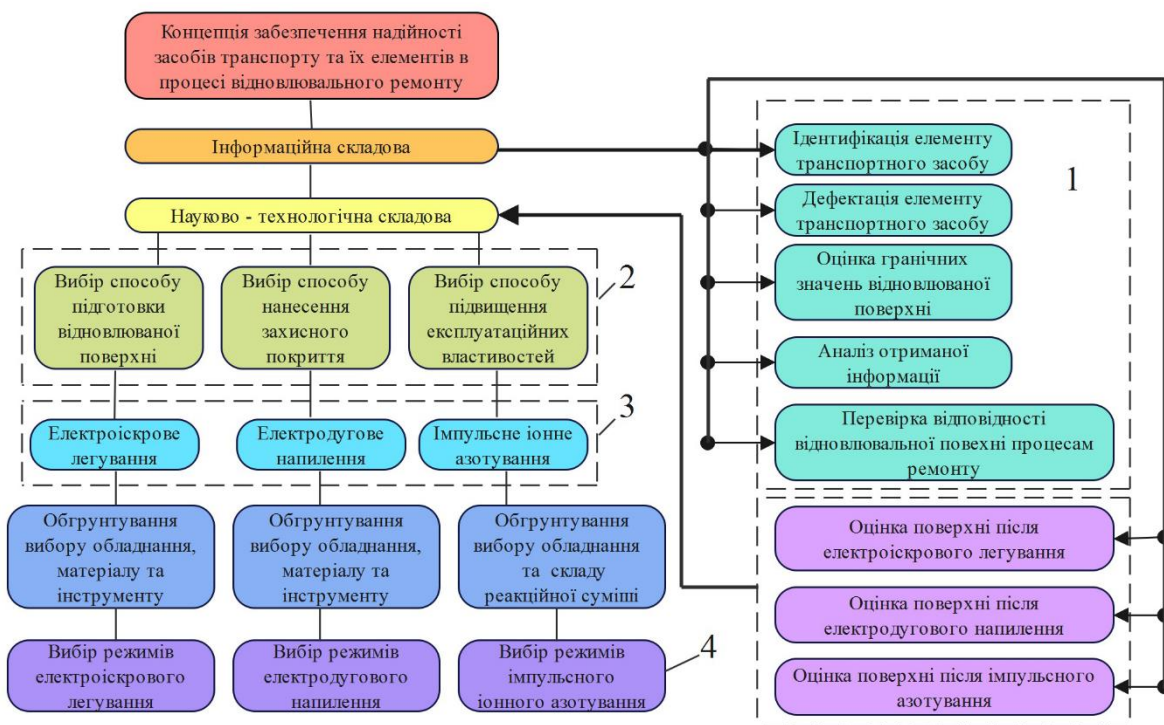 Концепція забезпечення надійності
засобів транспорту та їх елементів в
процесі відновлювального ремонту
Інформаційна складова
Науково - технологічна складова
Вибір способу
підготовки
відновлюваної
поверхні
Вибір способу
нанесення
захисного
покриття
Вибір способу
підвищення
експлуатаційних
властивостей
2
Електроіскрове
легування
Електродугове
напилення
Імпульсне іонне
азотування
3
Обгрунтування
вибору обладнання,
матеріалу та
інструменту
Обгрунтування
вибору обладнання,
матеріалу та
інструменту
Обгрунтування
вибору обладнання
та складу
реакційної суміші
Вибір режимів
електроіскрового
легування
Вибір режимів
електродугового
напилення
Вибір режимів
імпульсного
іонного азотування
4
Ідентифікація елементу
транспортного засобу
1
Дефектація елементу
транспортного засобу
Оцінка гранічних
значень відновлюваної
поверхні
Аналіз отриманої
інформації
Перевірка відповідності
відновлювальної повехні процесам
ремонту
Оцінка поверхні після
електроіскрового легування
Оцінка поверхні після
електродугового напилення
Оцінка поверхні після імпульсного
азотування